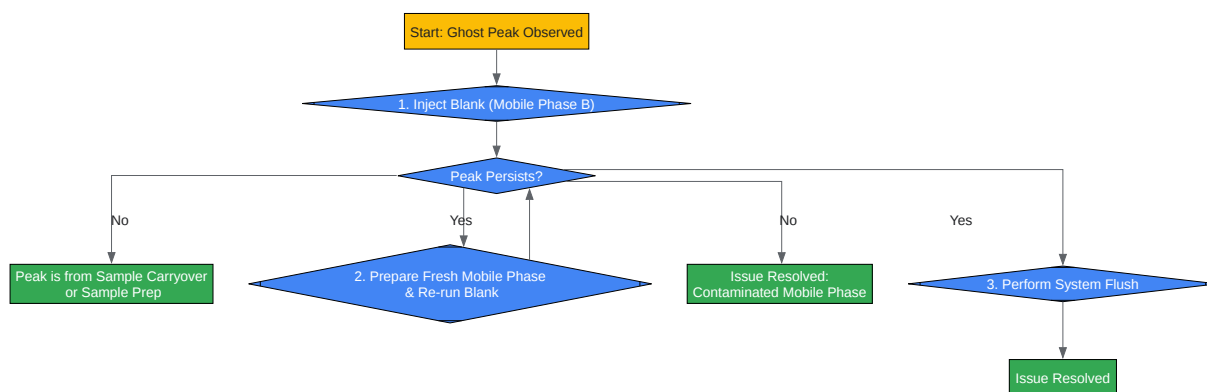 Start: Ghost Peak Observed
1. Inject Blank (Mobile Phase B)
Peak Persists?
No
Yes
No
Yes
Peak is from Sample Carryover
or Sample Prep
2. Prepare Fresh Mobile Phase
& Re-run Blank
Issue Resolved:
Contaminated Mobile Phase
3. Perform System Flush
Issue Resolved